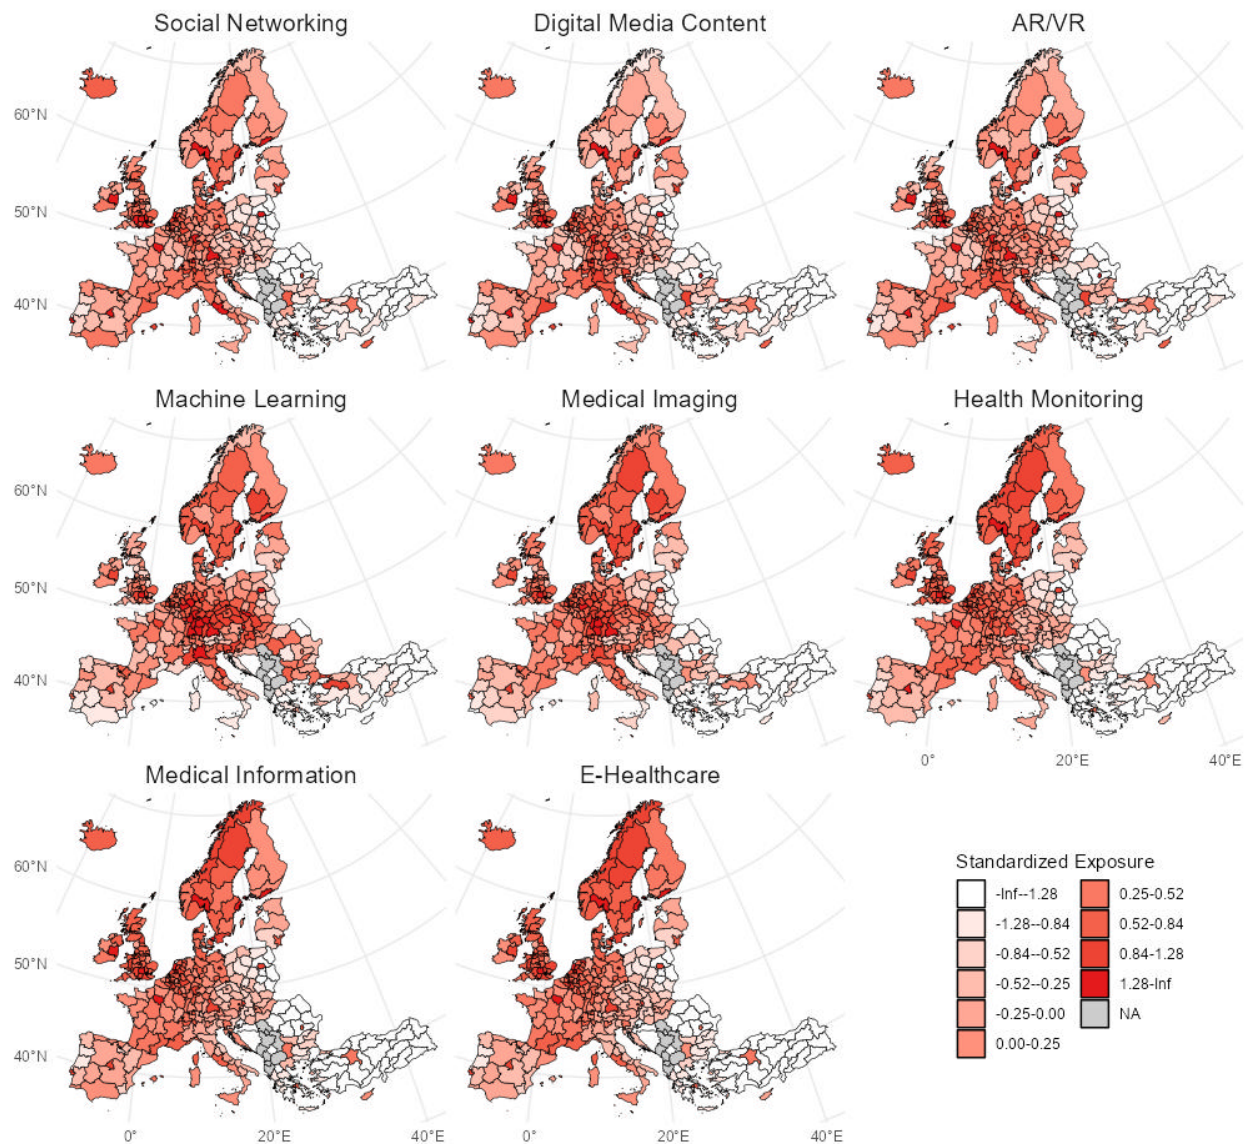 Social Networking
Digital Media Content
AR/VR
60°N
50°N
40°N
Machine Learning
Medical Imaging
Health Monitoring
60°N
50°N
40°N
0°
20°E
40°E
Medical Information
E-Healthcare
60°N
50°N
40°N
0°
20°E
40°E
0°
20°E
40°E
Standardized Exposure
-Inf--1.28
-1.28--0.84
-0.84--0.52
-0.52--0.25
-0.25-0.00
0.00-0.25
0.25-0.52
0.52-0.84
0.84-1.28
1.28-Inf
NA